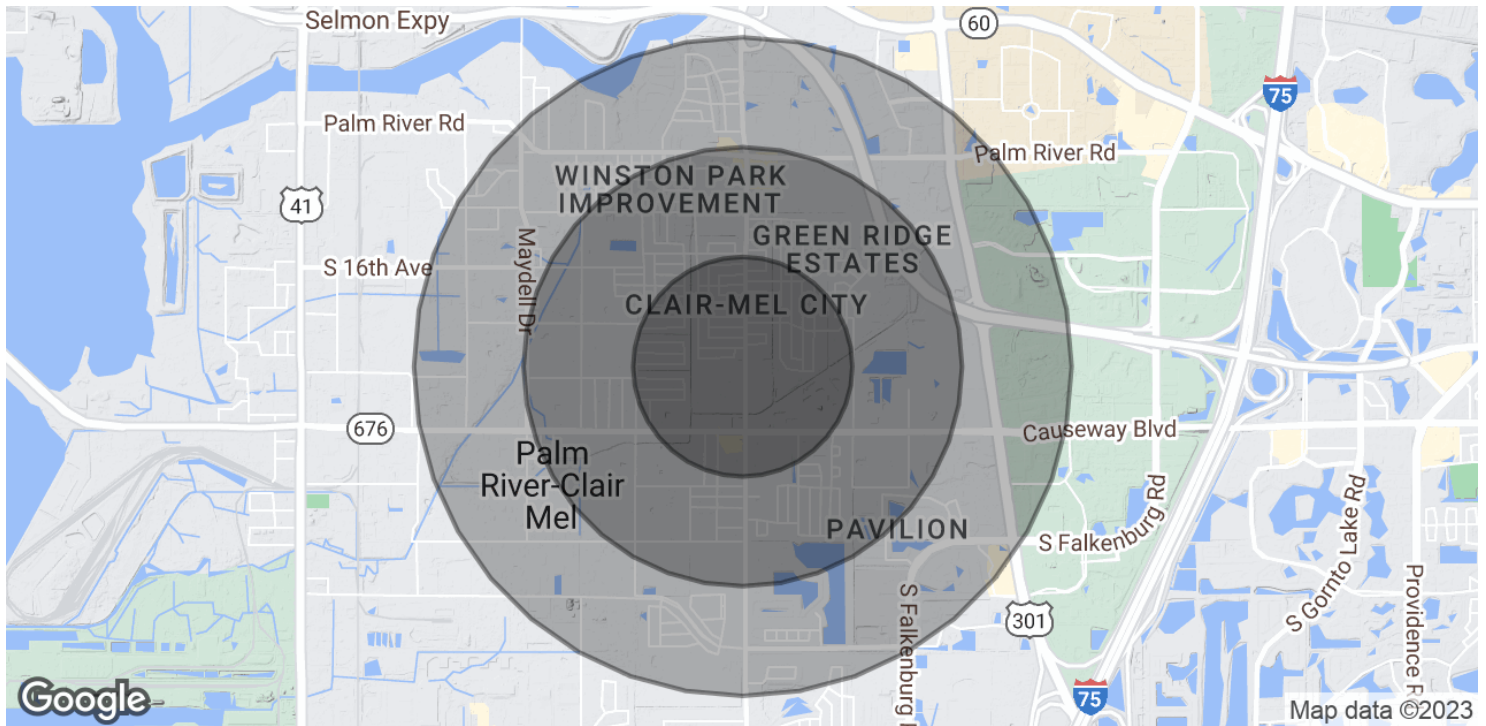 Selmon Expy
60
75
Palm River Rd
Palm River Rd
WINSTON PARK
IMPROVEMENT
41
GREEN RIDGE
ESTATES
S 16th Ave
Maydell Dr
CLAIR-MEL CITY
676
Causeway Blvd
Palm
River-Clair
Mel
PAVILION
S Falkenburg Rd
S Gornto Lake Rd
Providence R
S Falkenburg
301
75
Google
Map data ©2023